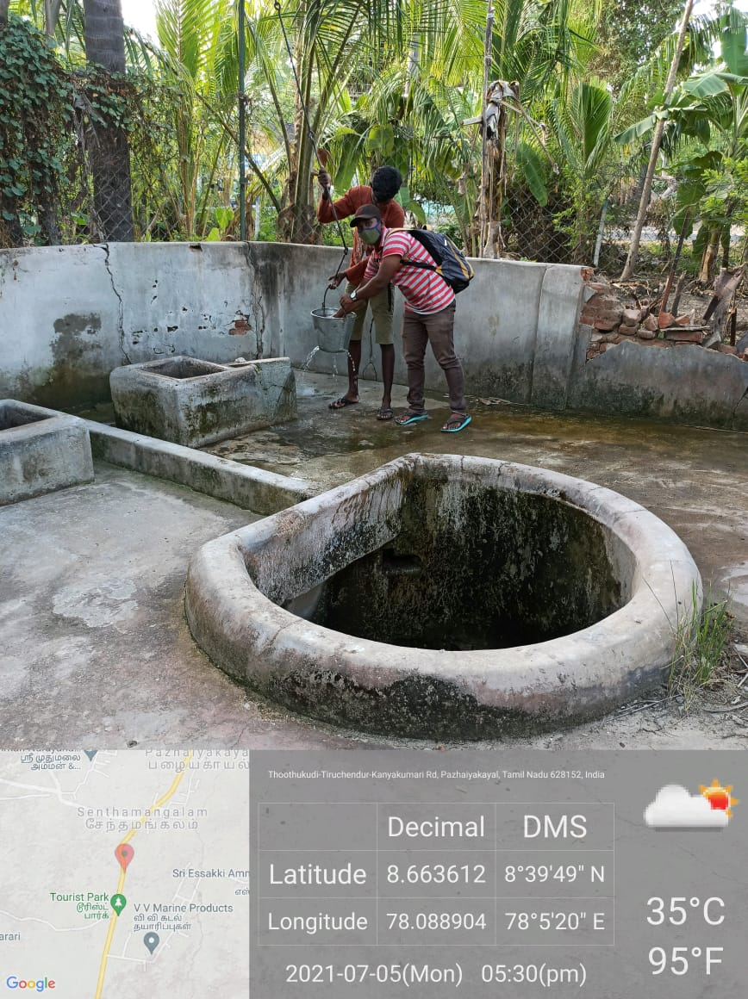 ஸ்ரீ முதுமலை
அம்மன் &...
Pazhaiyakaya
பழையகாயல்
Senthamangalam
சேந்தமங்கலம்
Sri Essakki Amm
Tourist Park
டூரிஸ்ட்
பார்க்
V V Marine Products
வி வி கடல்
தயாரிப்புகள்
arari
Google
Thoothukudi-Tiruchendur-Kanyakumari Rd, Pazhaiyakayal, Tamil Nadu 628152, India
Decimal DMS
Latitude 8.663612 8°39'49" N
Longitude 78.088904 78°5'20" E
2021-07-05(Mon) 05:30(pm)
35°C
95°F